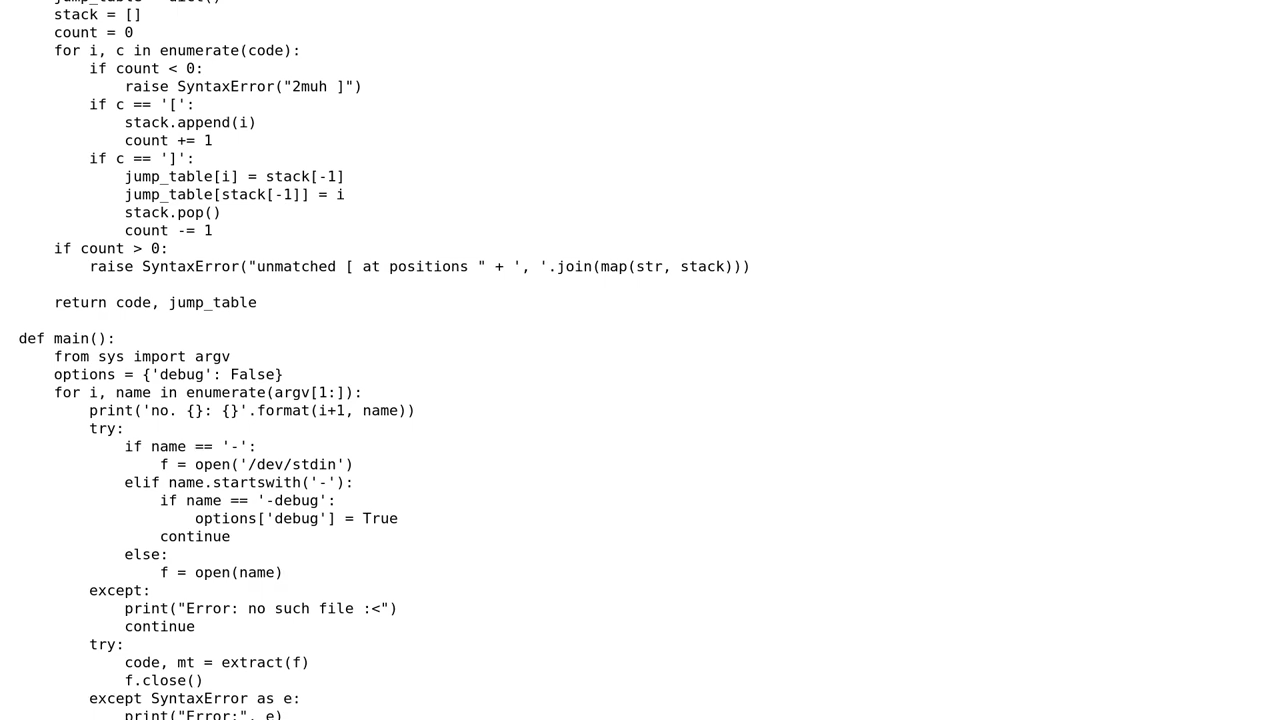 jump_table = dict()
    stack = []
    count = 0
    for i, c in enumerate(code):
        if count < 0:
            raise SyntaxError("2muh ]")
        if c == '[':
            stack.append(i)
            count += 1
        if c == ']':
            jump_table[i] = stack[-1]
            jump_table[stack[-1]] = i
            stack.pop()
            count -= 1
    if count > 0:
        raise SyntaxError("unmatched [ at positions " + ', '.join(map(str, stack)))

    return code, jump_table

def main():
    from sys import argv
    options = {'debug': False}
    for i, name in enumerate(argv[1:]):
        print('no. {}: {}'.format(i+1, name))
        try:
            if name == '-':
                f = open('/dev/stdin')
            elif name.startswith('-'):
                if name == '-debug':
                    options['debug'] = True
                continue
            else:
                f = open(name)
        except:
            print("Error: no such file :<")
            continue
        try:
            code, mt = extract(f)
            f.close()
        except SyntaxError as e:
            print("Error:", e)